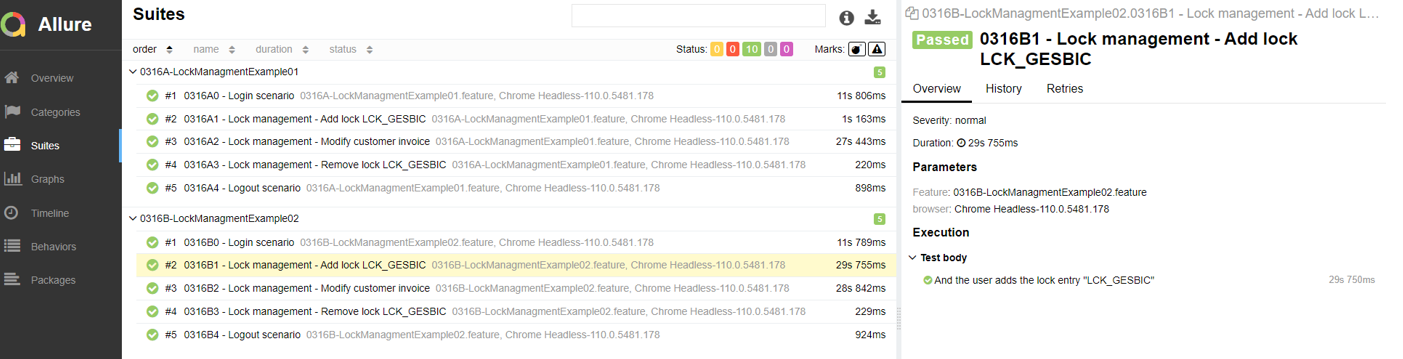 Allure
Overview
Categories
Suites
Graphs
Timeline
Behaviors
Packages
Suites
order name duration status Status: 0 0 10 0 0 Marks:
0316A-LockManagmentExample01 5
#1 0316A0 - Login scenario 0316A-LockManagmentExample01.feature, Chrome Headless-110.0.5481.178 11s 806ms
#2 0316A1 - Lock management - Add lock LCK_GESBIC 0316A-LockManagmentExample01.feature, Chrome Headless-110.0.5481.178 1s 163ms
#3 0316A2 - Lock management - Modify customer invoice 0316A-LockManagmentExample01.feature, Chrome Headless-110.0.5481.178 27s 443ms
#4 0316A3 - Lock management - Remove lock LCK_GESBIC 0316A-LockManagmentExample01.feature, Chrome Headless-110.0.5481.178 220ms
#5 0316A4 - Logout scenario 0316A-LockManagmentExample01.feature, Chrome Headless-110.0.5481.178 898ms
0316B-LockManagmentExample02 5
#1 0316B0 - Login scenario 0316B-LockManagmentExample02.feature, Chrome Headless-110.0.5481.178 11s 789ms
#2 0316B1 - Lock management - Add lock LCK_GESBIC 0316B-LockManagmentExample02.feature, Chrome Headless-110.0.5481.178 29s 755ms
#3 0316B2 - Lock management - Modify customer invoice 0316B-LockManagmentExample02.feature, Chrome Headless-110.0.5481.178 28s 842ms
#4 0316B3 - Lock management - Remove lock LCK_GESBIC 0316B-LockManagmentExample02.feature, Chrome Headless-110.0.5481.178 229ms
#5 0316B4 - Logout scenario 0316B-LockManagmentExample02.feature, Chrome Headless-110.0.5481.178 924ms
0316B-LockManagmentExample02.0316B1 - Lock management - Add lock L…
Passed 0316B1 - Lock management - Add lock
LCK_GESBIC
Overview History Retries
Severity: normal
Duration: 29s 755ms
Parameters
Feature: 0316B-LockManagmentExample02.feature
browser: Chrome Headless-110.0.5481.178
Execution
Test body
And the user adds the lock entry "LCK_GESBIC" 29s 750ms